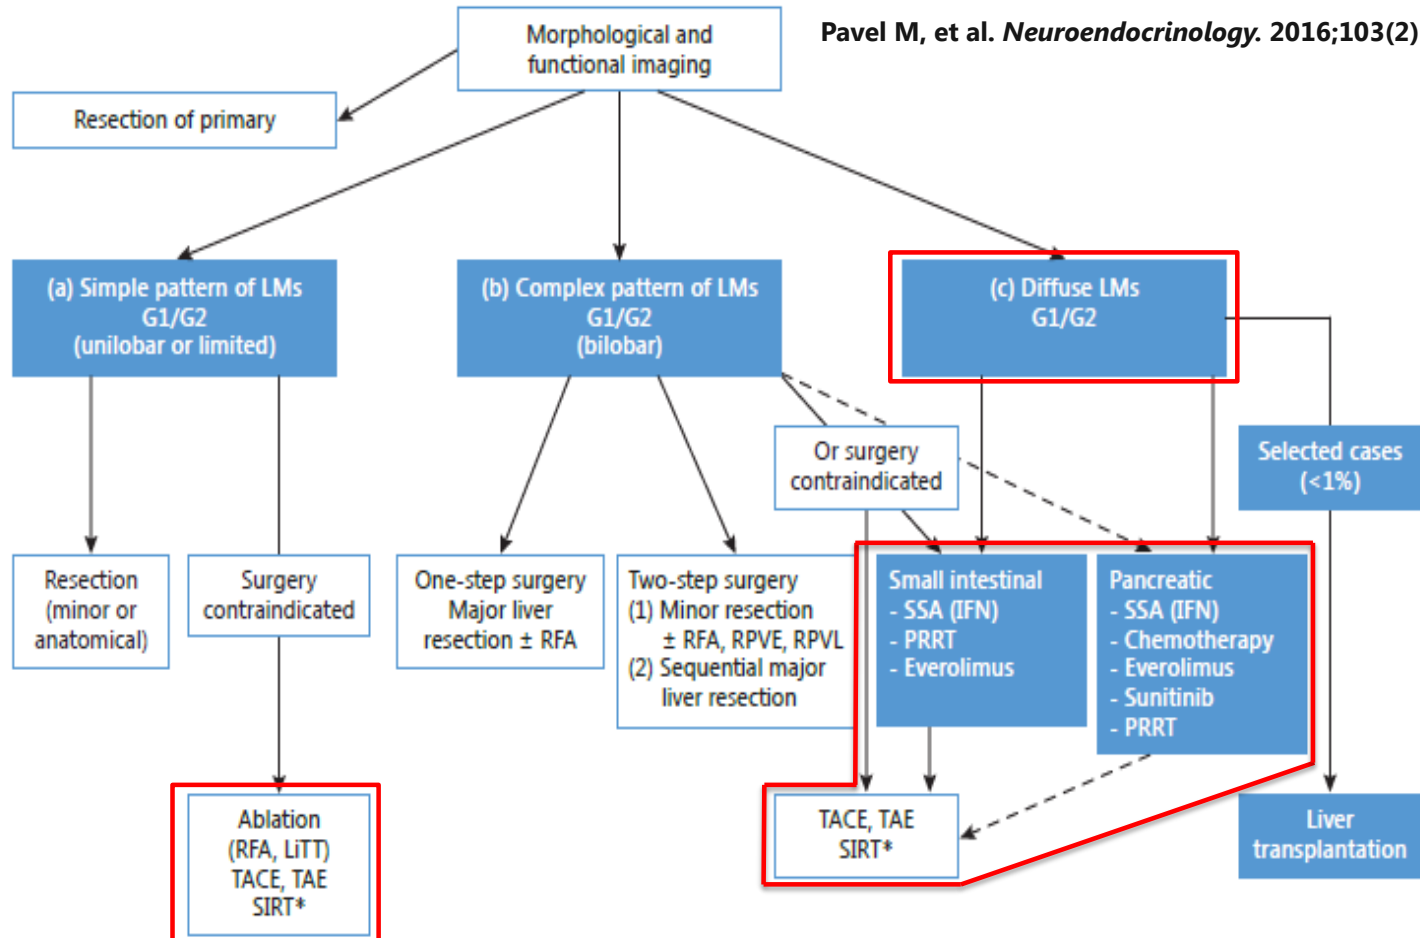 Pavel M, et al. Neuroendocrinology. 2016;103(2)
Morphological and
functional imaging
Resection of primary
(a) Simple pattern of LMs
G1/G2
(unilobar or limited)
(b) Complex pattern of LMs
G1/G2
(bilobar)
(c) Diffuse LMs
G1/G2
Or surgery
contraindicated
Selected cases
(<1%)
Resection
(minor or
anatomical)
Surgery
contraindicated
One-step surgery
Major liver
resection ± RFA
Two-step surgery
(1) Minor resection
± RFA, RPVE, RPVL
(2) Sequential major
liver resection
Small intestinal
- SSA (IFN)
- PRRT
- Everolimus
Pancreatic
- SSA (IFN)
- Chemotherapy
- Everolimus
- Sunitinib
- PRRT
Ablation
(RFA, LiTT)
TACE, TAE
SIRT*
TACE, TAE
SIRT*
Liver
transplantation